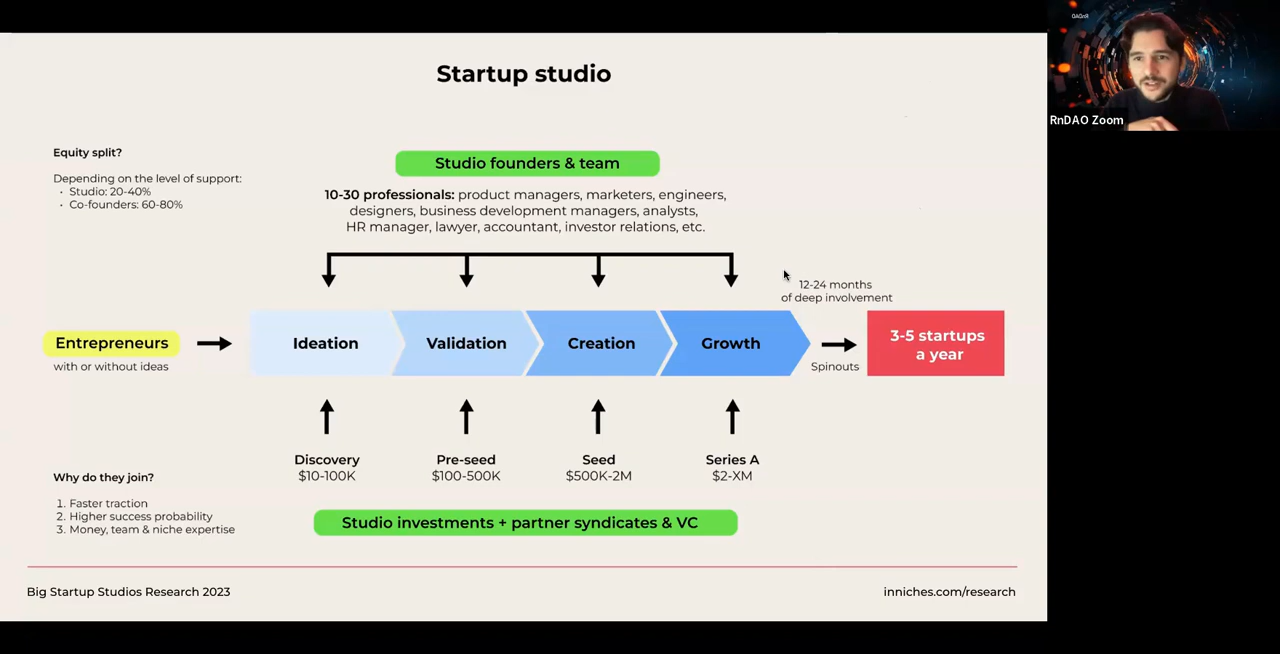 Startup studio
Equity split?
Depending on the level of support:
· Studio: 20-40%
· Co-founders: 60-80%
Studio founders & team
10-30 professionals: product managers, marketers, engineers,
designers, business development managers, analysts,
HR manager, lawyer, accountant, investor relations, etc.
12-24 months
of deep involvement
Entrepreneurs
with or without ideas
Ideation
Validation
Creation
Growth
Spinouts
3-5 startups
a year
Discovery
$10-100K
Pre-seed
$100-500K
Seed
$500K-2M
Series A
$2-XM
Why do they join?
1. Faster traction
2. Higher success probability
3. Money, team & niche expertise
Studio investments + partner syndicates & VC
Big Startup Studios Research 2023
inniches.com/research
RnDAO Zoom